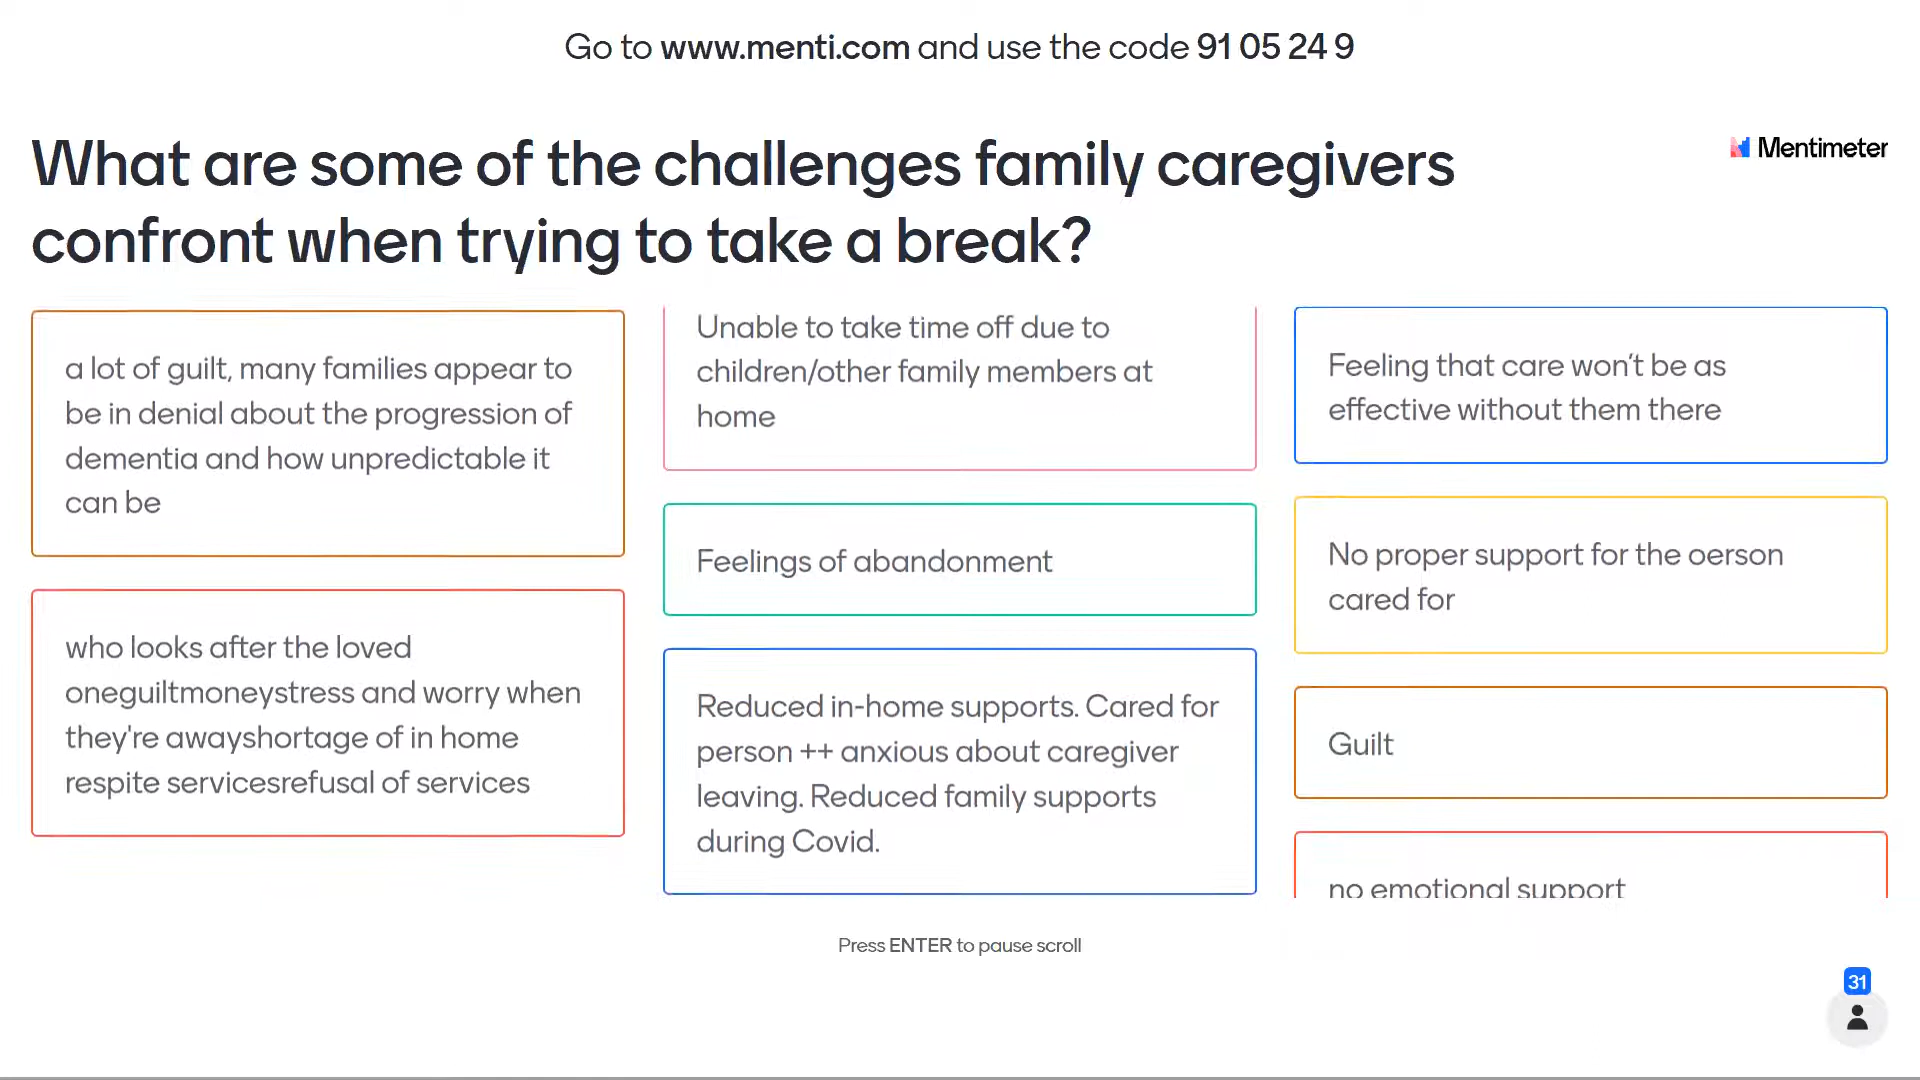 Go to www.menti.com and use the code 91 05 24 9
What are some of the challenges family caregivers
confront when trying to take a break?
Mentimeter
a lot of guilt, many families appear to
be in denial about the progression of
dementia and how unpredictable it
can be
who looks after the loved
oneguiltmoneystress and worry when
they're awayshortage of in home
respite servicesrefusal of services
Unable to take time off due to
children/other family members at
home
Feelings of abandonment
Reduced in-home supports. Cared for
person ++ anxious about caregiver
leaving. Reduced family supports
during Covid.
Feeling that care won’t be as
effective without them there
No proper support for the oerson
cared for
Guilt
no emotional support
Press ENTER to pause scroll
31